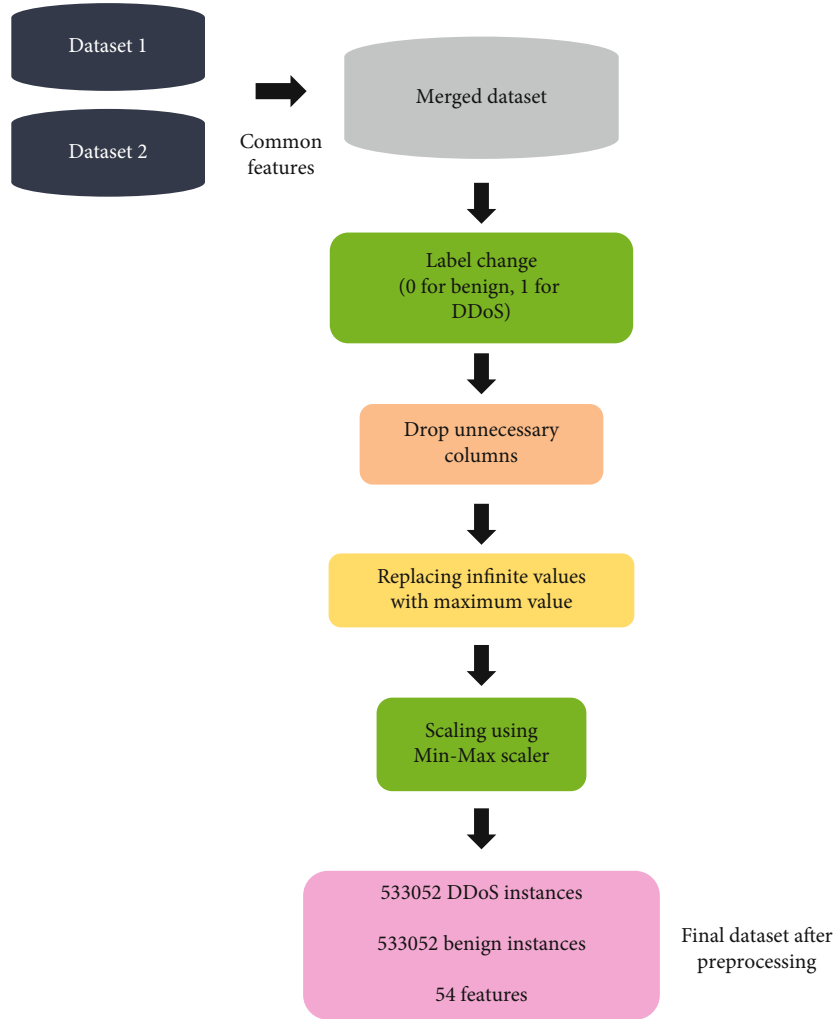 Dataset 1
Dataset 2
Common
features
Merged dataset
Label change
(0 for benign, 1 for
DDoS)
Drop unnecessary
columns
Replacing infinite values
with maximum value
Scaling using
Min-Max scaler
533052 DDoS instances
533052 benign instances
54 features
Final dataset after
preprocessing